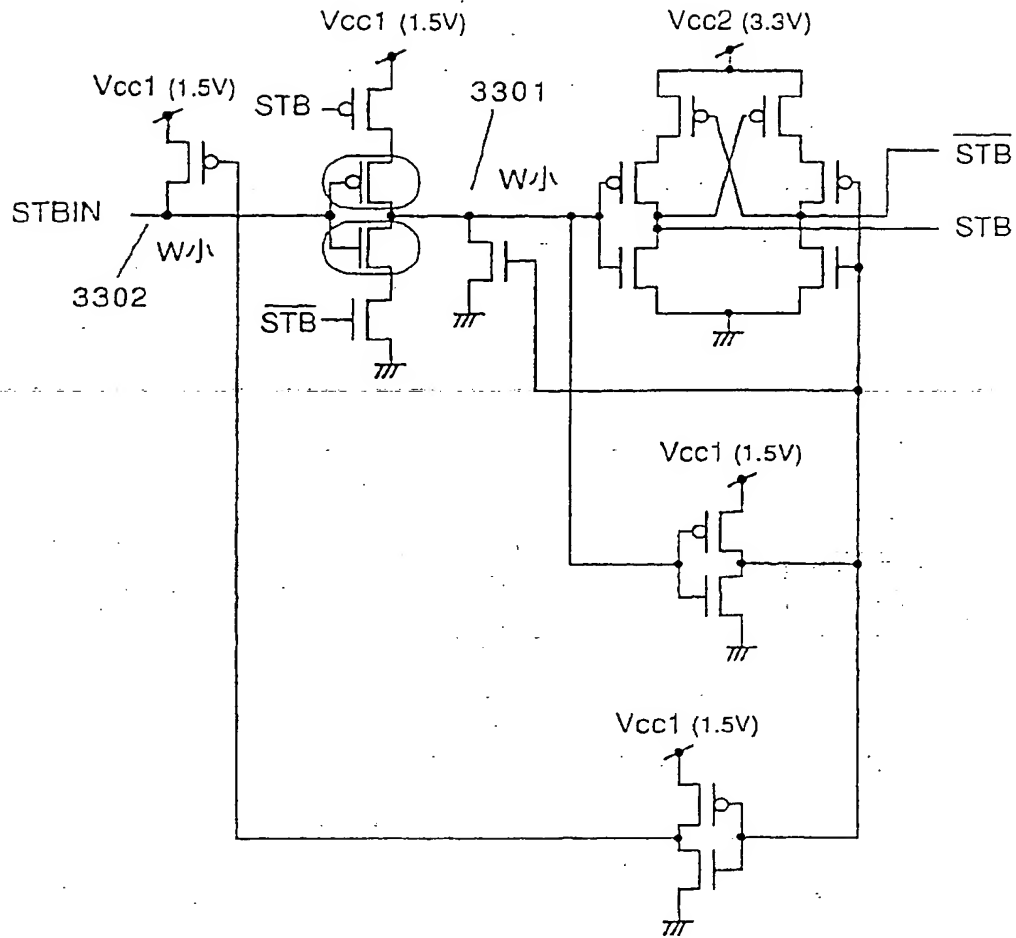 Vcc1 (1.5V)
Vcc2 (3.3V)
Vcc1 (1.5V)
STB
3301
W小
STB̅
STBIN
W小
STB
3302
STB̅
Vcc1 (1.5V)
Vcc1 (1.5V)